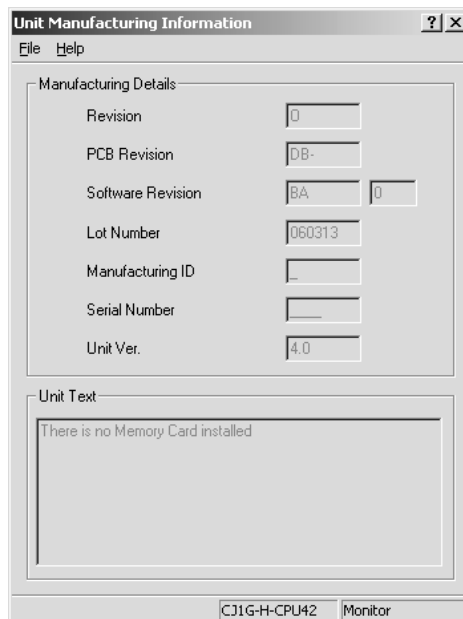 Unit Manufacturing Information
File Help
Manufacturing Details
Revision O
PCB Revision DB-
Software Revision BA 0
Lot Number 060313
Manufacturing ID _
Serial Number ____
Unit Ver. 4.0
Unit Text
There is no Memory Card installed
CJ1G-H-CPU42 Monitor